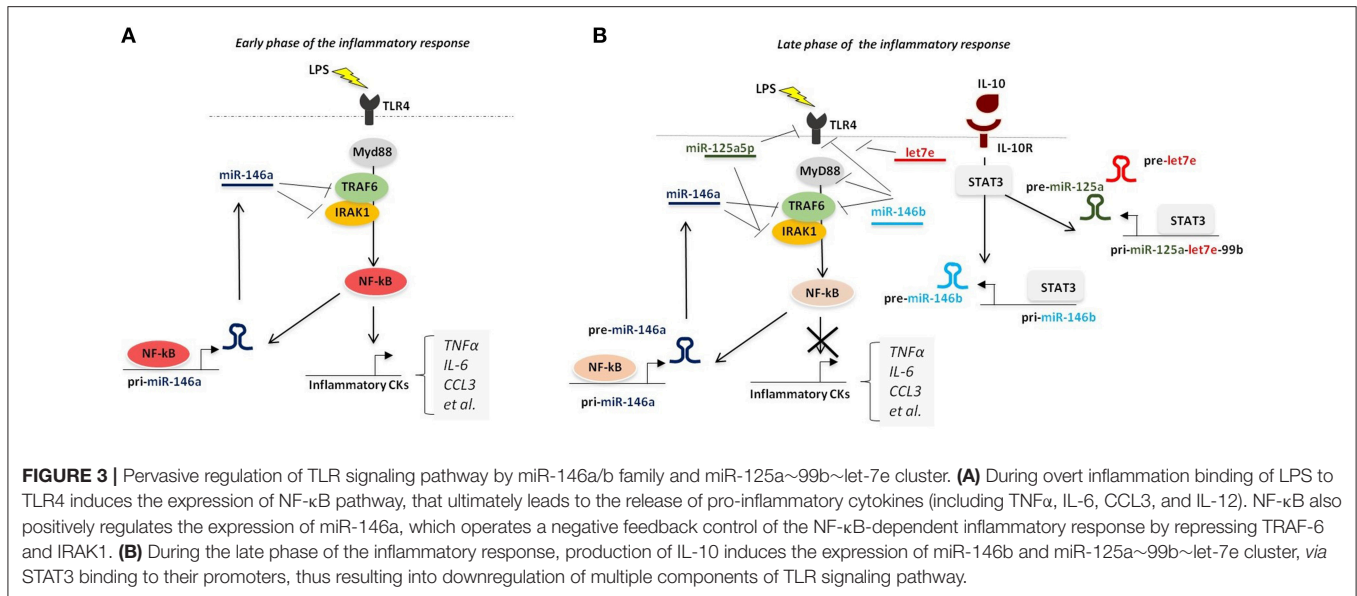 A
Early phase of the inflammatory response
LPS
TLR4
Myd88
miR-146a
TRAF6
IRAK1
NF-kB
NF-kB
pri-miR-146a
Inflammatory CKs
TNFα
IL-6
CCL3
et al.
B
Late phase of the inflammatory response
LPS
TLR4
IL-10
IL-10R
miR-125a5p
let7e
MyD88
STAT3
pre-let7e
pre-miR-125a
miR-146a
TRAF6
miR-146b
IRAK1
STAT3
pri-miR-125a-let7e-99b
NF-kB
pre-miR-146b
STAT3
pri-miR-146b
pre-miR-146a
NF-kB
pri-miR-146a
Inflammatory CKs
TNFα
IL-6
CCL3
et al.
FIGURE 3 | Pervasive regulation of TLR signaling pathway by miR-146a/b family and miR-125a~99b~let-7e cluster. (A) During overt inflammation binding of LPS to
TLR4 induces the expression of NF-κB pathway, that ultimately leads to the release of pro-inflammatory cytokines (including TNFα, IL-6, CCL3, and IL-12). NF-κB also
positively regulates the expression of miR-146a, which operates a negative feedback control of the NF-κB-dependent inflammatory response by repressing TRAF-6
and IRAK1. (B) During the late phase of the inflammatory response, production of IL-10 induces the expression of miR-146b and miR-125a~99b~let-7e cluster, via
STAT3 binding to their promoters, thus resulting into downregulation of multiple components of TLR signaling pathway.